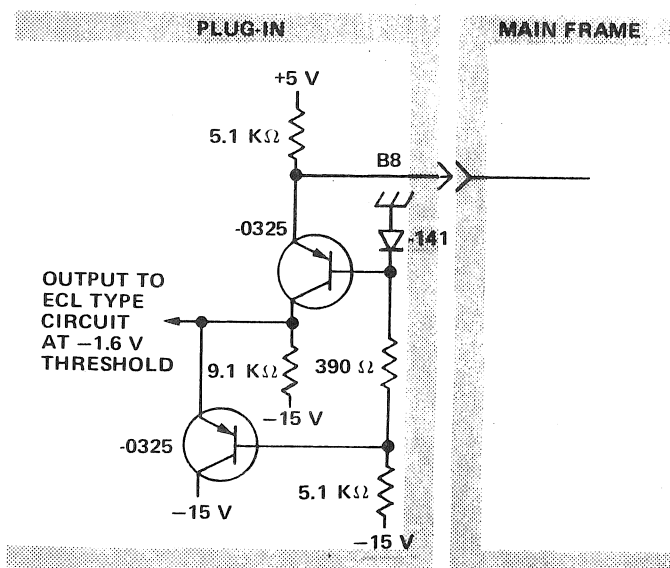 PLUG-IN
MAIN FRAME
+5 V
5.1 KΩ
B8
-0325
-141
OUTPUT TO
ECL TYPE
CIRCUIT
AT −1.6 V
THRESHOLD
9.1 KΩ
390 Ω
−15 V
-0325
5.1 KΩ
−15 V
−15 V